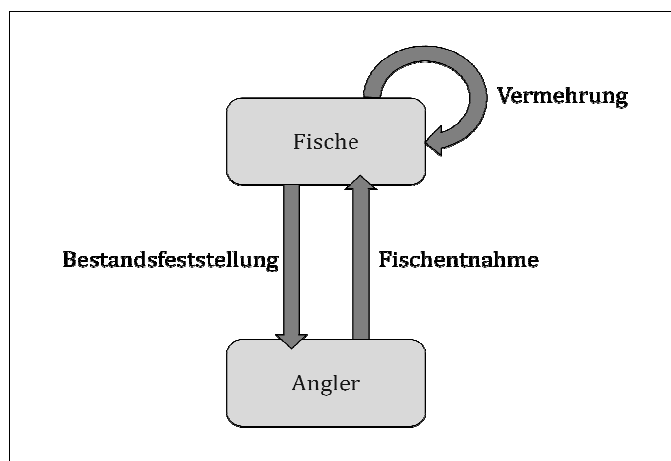 Vermehrung
Fische
Bestandsfeststellung
Fischentnahme
Angler